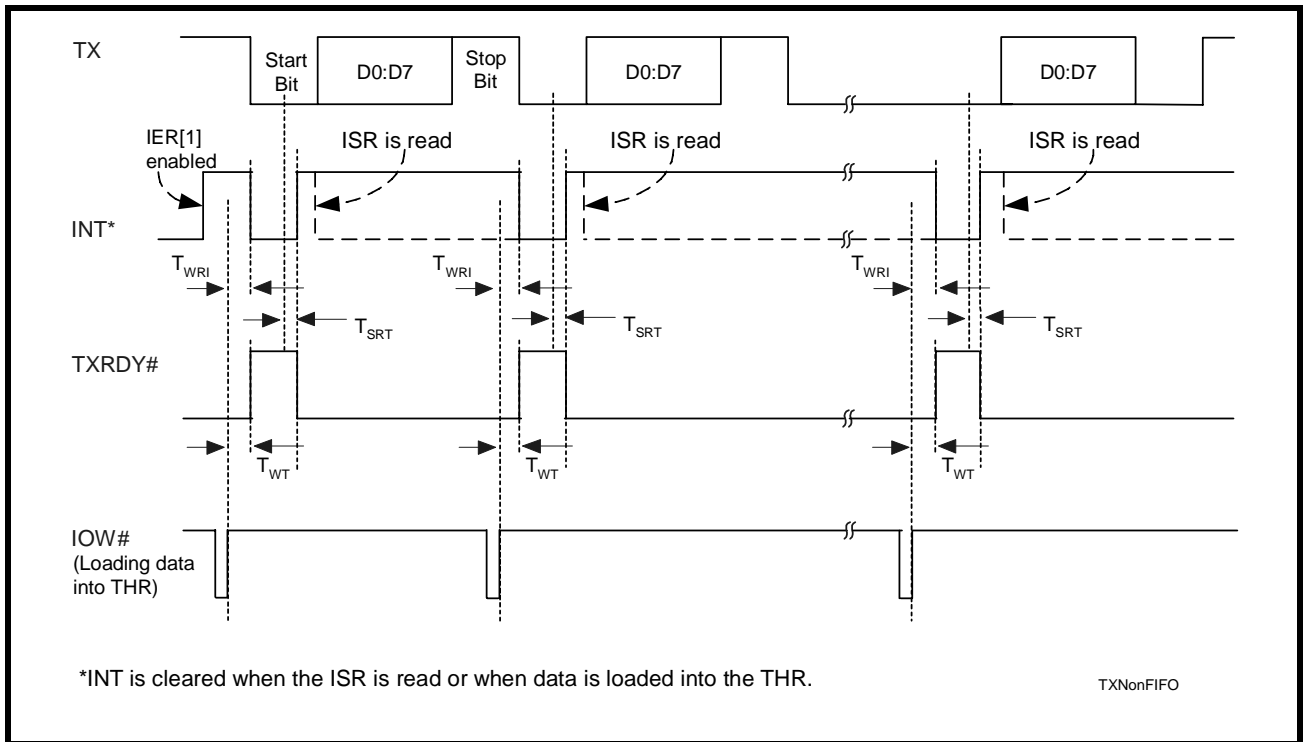 TX
Start
Bit
D0:D7
Stop
Bit
D0:D7
D0:D7
IER[1]
enabled
ISR is read
ISR is read
ISR is read
INT*
TWRI
TWRI
TWRI
TSRT
TSRT
TSRT
TXRDY#
TWT
TWT
TWT
IOW#
(Loading data
into THR)
*INT is cleared when the ISR is read or when data is loaded into the THR.
TXNonFIFO